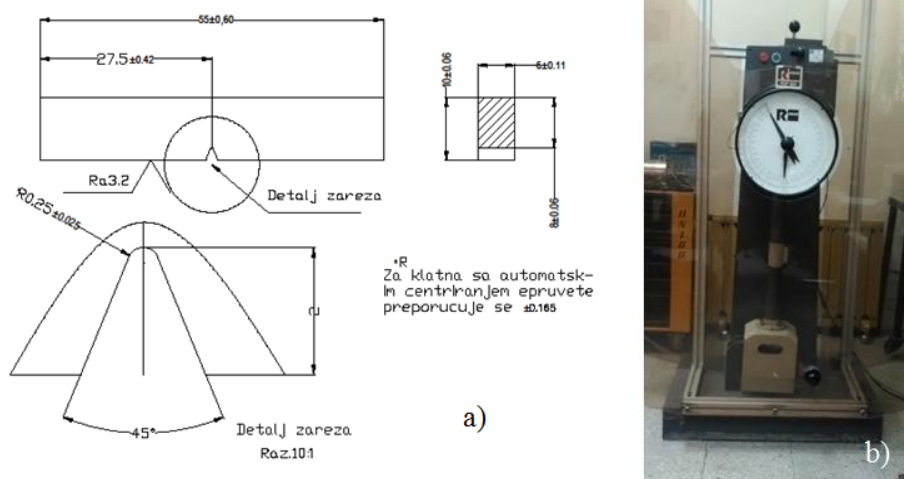 55±0,60
27.5±0.42
10±0.06
6±0.11
8±0.06
Ra3.2
Detalj zareza
R0.25±0.025
2
45°
*R
Za klatna sa automatsk-
im centriranjem epruvete
preporucuje se ±0.165
Detalj zareza
Raz.10:1
a)
R
b)